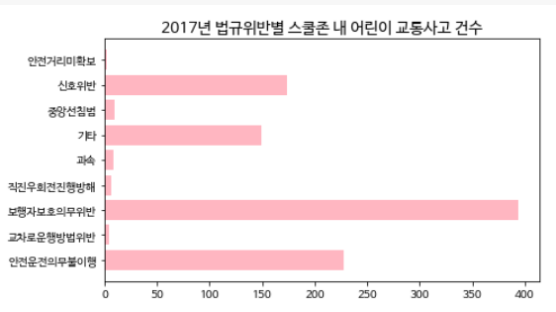 2017년 법규위반별 스쿨존 내 어린이 교통사고 건수
안전거리미확보
신호위반
중앙선침범
기타
과속
직진우회전진행방해
보행자보호의무위반
교차로운행방법위반
안전운전의무불이행
0 50 100 150 200 250 300 350 400